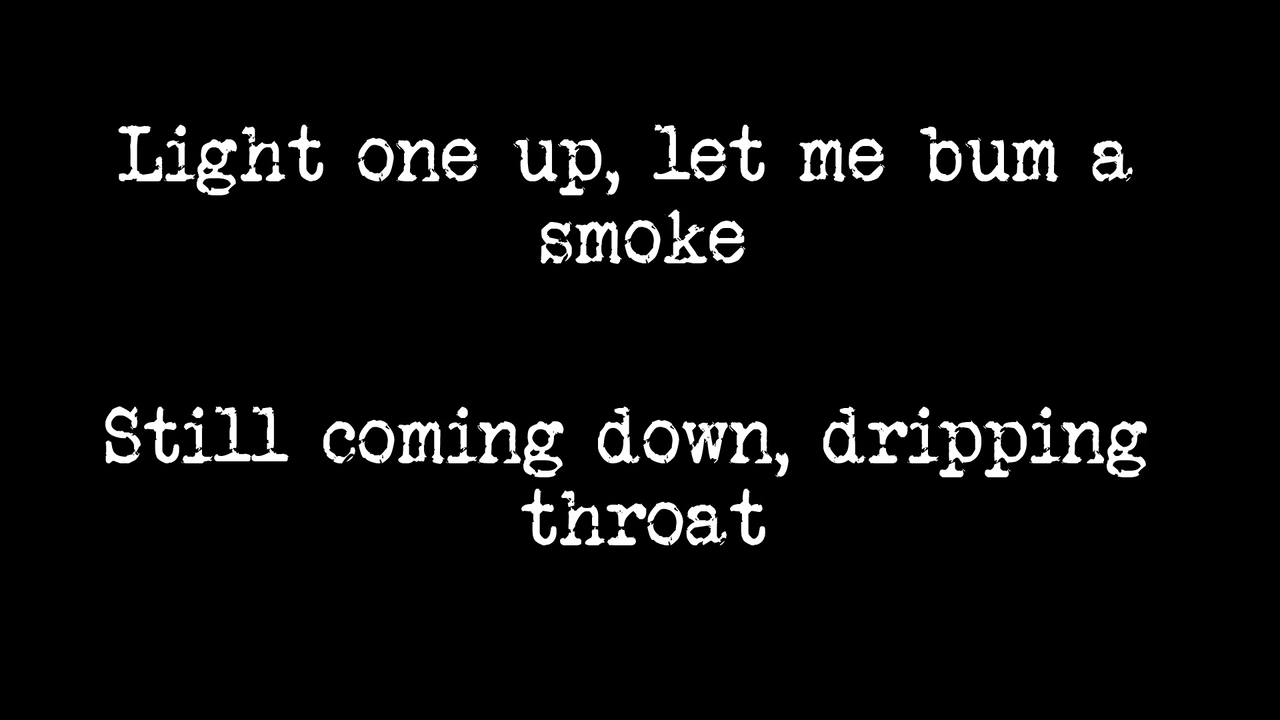 Light one up, let me bum a
smoke
Still coming down, dripping
throat